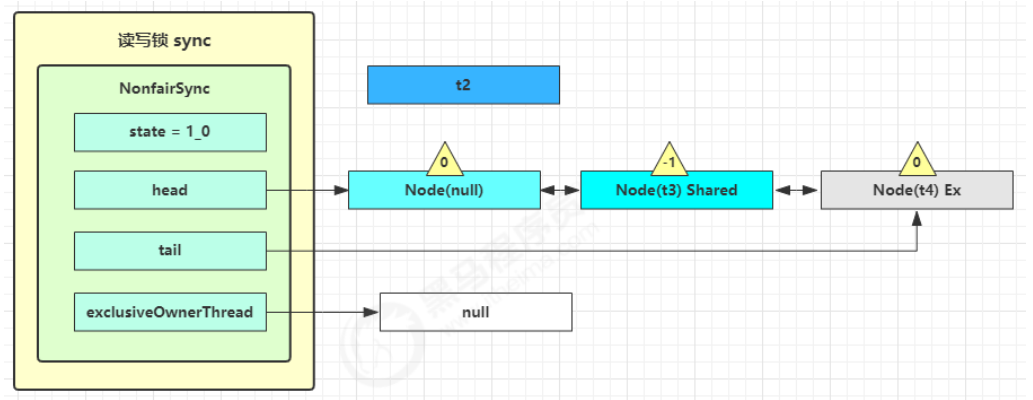 读写锁 sync
NonfairSync
t2
state = 1_0
0
-1
0
head
Node(null)
Node(t3) Shared
Node(t4) Ex
tail
exclusiveOwnerThread
null
黑马程序员